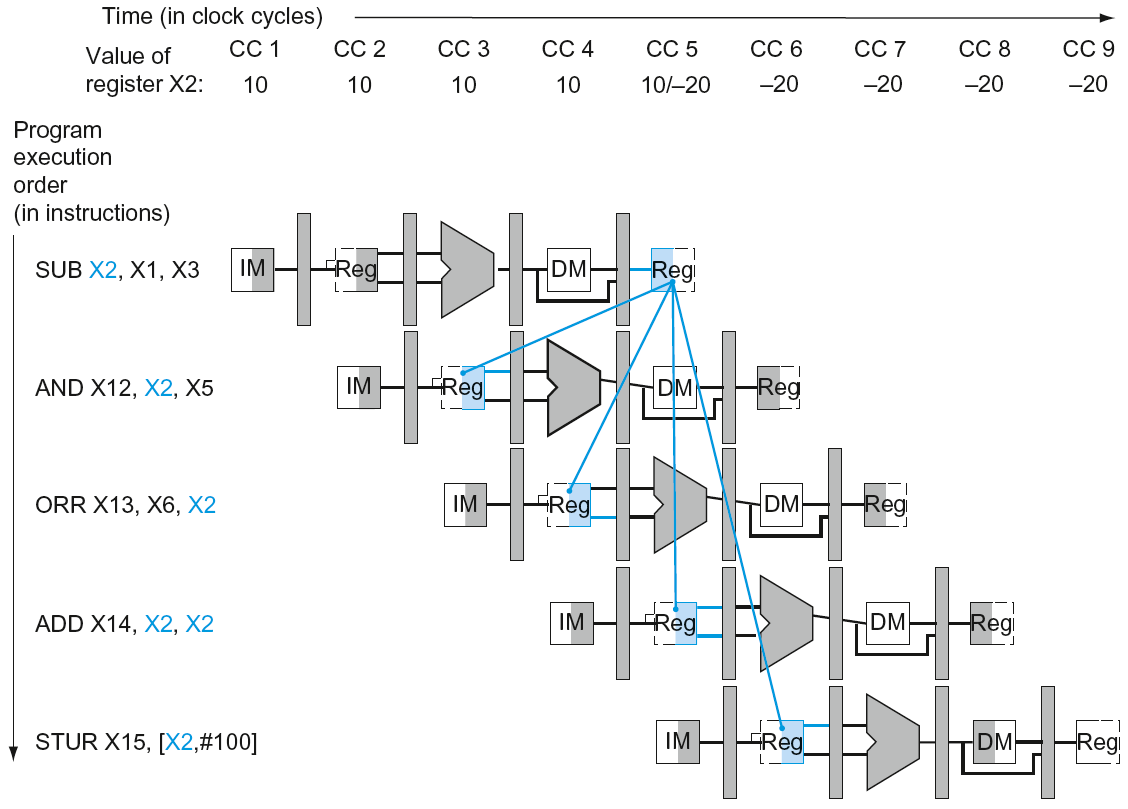 Time (in clock cycles)
Value of register X2:
CC 1 CC 2 CC 3 CC 4 CC 5 CC 6 CC 7 CC 8 CC 9
10 10 10 10 10/–20 –20 –20 –20 –20
Program
execution
order
(in instructions)
SUB X2, X1, X3
IM Reg DM Reg
AND X12, X2, X5
IM Reg DM Reg
ORR X13, X6, X2
IM Reg DM Reg
ADD X14, X2, X2
IM Reg DM Reg
STUR X15, [X2,#100]
IM Reg DM Reg